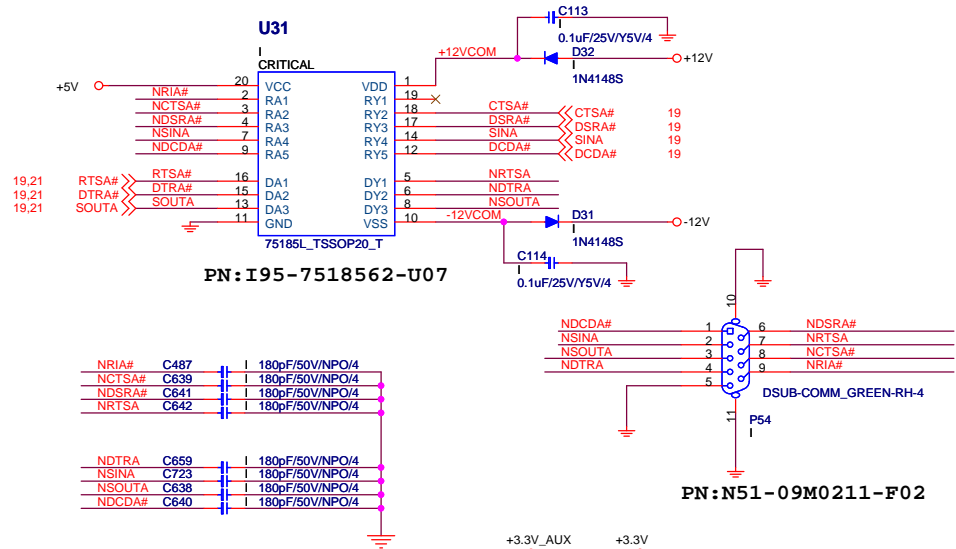 U31
I
CRITICAL
C113
I
0.1uF/25V/Y5V/4
+12VCOM
D32
+12V
I
1N4148S
+5V
20 VCC VDD 1
NRIA# 2 RA1 RY1 19
NCTSA# 3 RA2 RY2 18 CTSA# CTSA# 19
NDSRA# 4 RA3 RY3 17 DSRA# DSRA# 19
NSINA 7 RA4 RY4 14 SINA SINA 19
NDCDA# 9 RA5 RY5 12 DCDA# DCDA# 19
19,21 RTSA# RTSA# 16 DA1 DY1 5 NRTSA
19,21 DTRA# DTRA# 15 DA2 DY2 6 NDTRA
19,21 SOUTA SOUTA 13 DA3 DY3 8 NSOUTA
11 GND VSS 10 -12VCOM D31 -12V
I
1N4148S
75185L_TSSOP20_T
C114
I
0.1uF/25V/Y5V/4
PN:I95-7518562-U07
10
NDCDA# 1 6 NDSRA#
NSINA 2 7 NRTSA
NSOUTA 3 8 NCTSA#
NDTRA 4 9 NRIA#
5
DSUB-COMM_GREEN-RH-4
11
P54
I
PN:N51-09M0211-F02
NRIA# C487 I 180pF/50V/NPO/4
NCTSA# C639 I 180pF/50V/NPO/4
NDSRA# C641 I 180pF/50V/NPO/4
NRTSA C642 I 180pF/50V/NPO/4
NDTRA C659 I 180pF/50V/NPO/4
NSINA C723 I 180pF/50V/NPO/4
NSOUTA C638 I 180pF/50V/NPO/4
NDCDA# C640 I 180pF/50V/NPO/4
+3.3V_AUX +3.3V